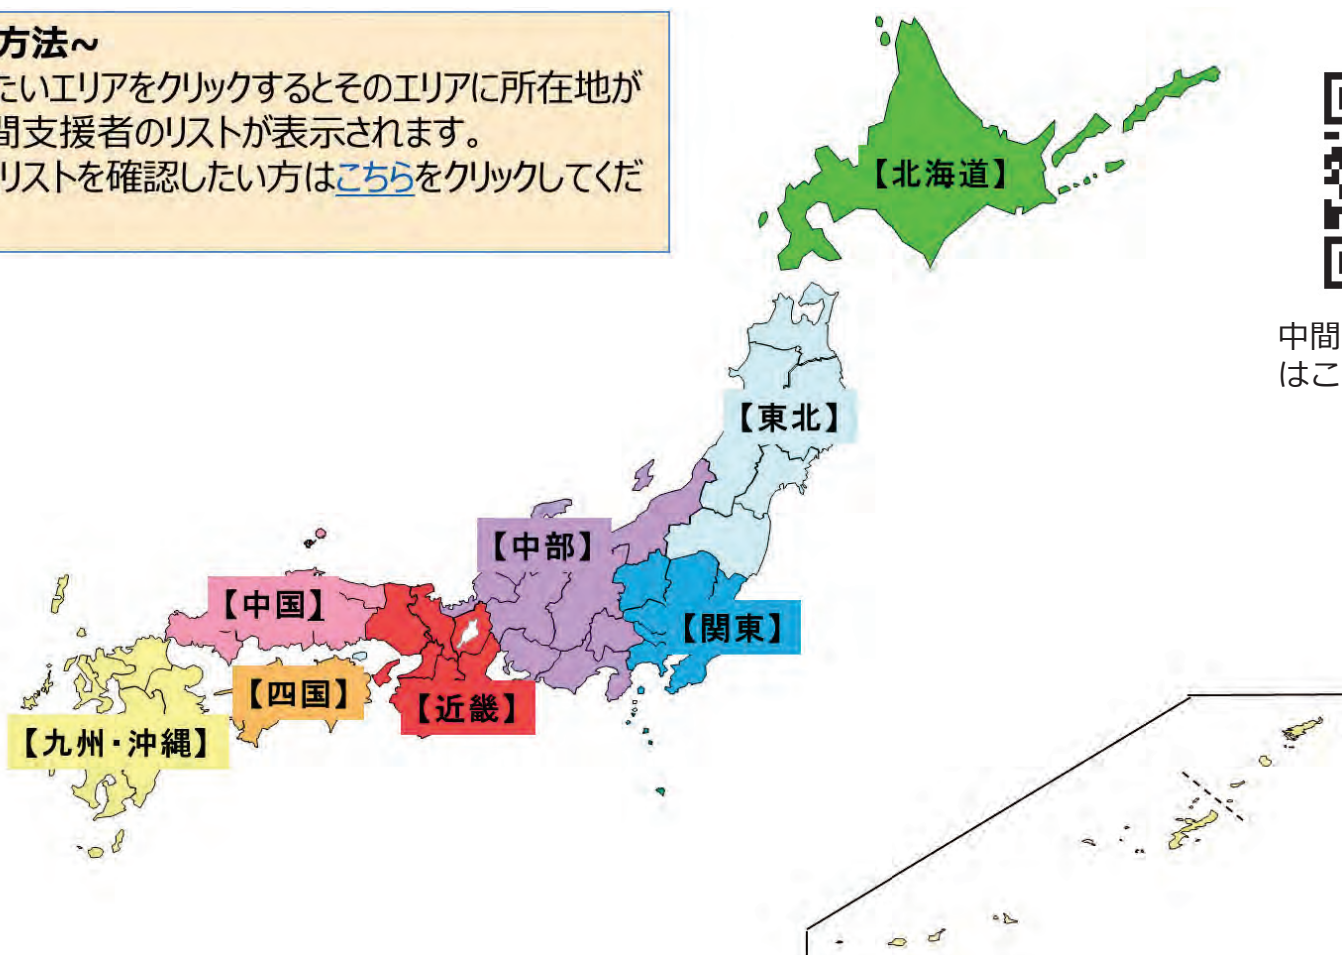 方法~
たいエリアをクリックするとそのエリアに所在地が
間支援者のリストが表示されます。
リストを確認したい方はこちらをクリックしてくだ
【北海道】
中間
はこ
【東北】
【中部】
【中国】
【関東】
【四国】
【近畿】
【九州・沖縄】